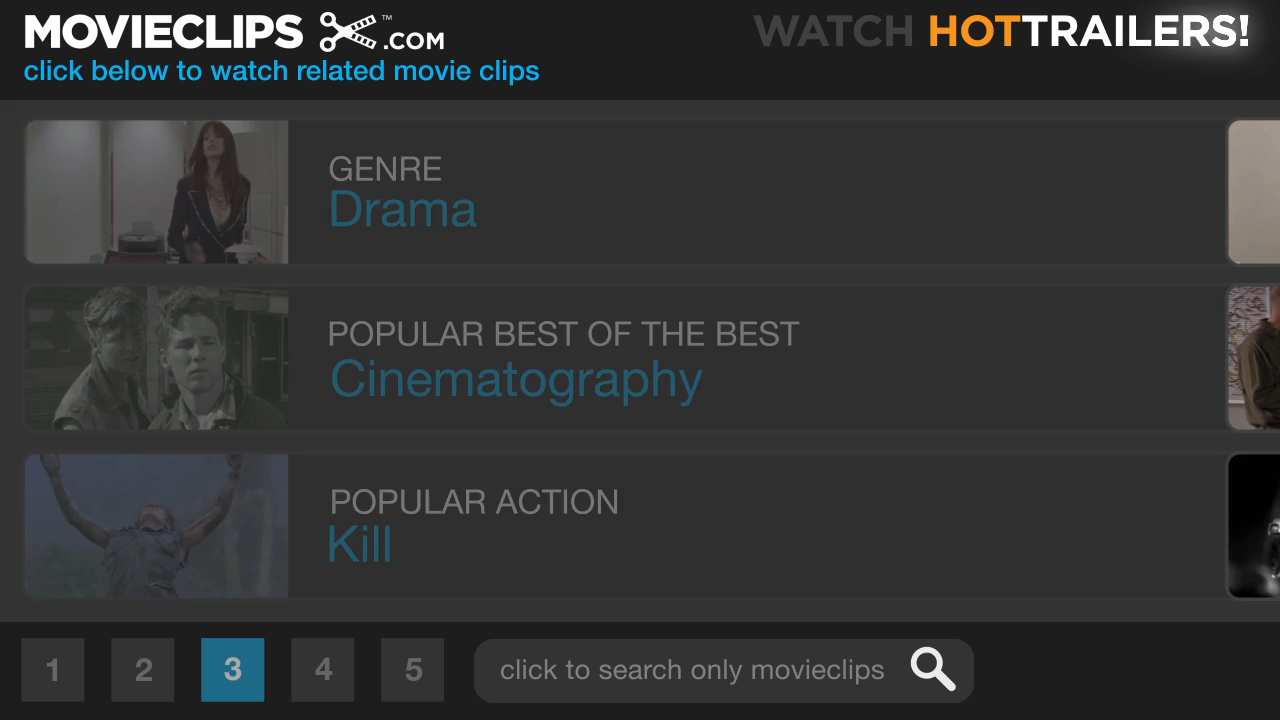 MOVIECLIPS ™ .COM
WATCH HOTTRAILERS!
click below to watch related movie clips
GENRE
Drama
POPULAR BEST OF THE BEST
Cinematography
POPULAR ACTION
Kill
1 2 3 4 5 click to search only movieclips